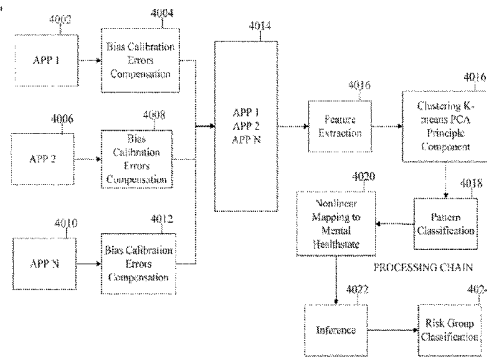 4002
APP 1
4004
Bias Calibration
Errors
Compensation
4006
APP 2
4008
Bias
Calibration
Errors
Compensation
4010
APP N
4012
Bias Calibration
Errors
Compensation
4014
APP 1
APP 2
APP N
4016
Feature
Extraction
4016
Clustering K-
means PCA
Principle
Component
4018
Pattern
Classification
4020
Nonlinear
Mapping to
Mental
Healthstate
PROCESSING CHAIN
4022
Inference
4024
Risk Group
Classification